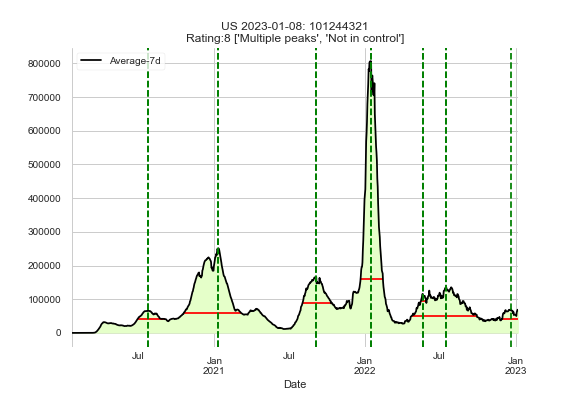 US 2023-01-08: 101244321
Rating:8 ['Multiple peaks', 'Not in control']
Average-7d
800000
700000
600000
500000
400000
300000
200000
100000
0
Jul
Jan
2021
Jul
Jan
2022
Jul
Jan
2023
Date